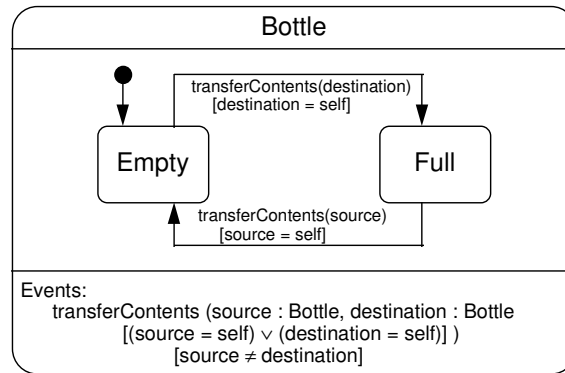 Bottle
transferContents(destination)
[destination = self]
Empty
Full
transferContents(source)
[source = self]
Events:
transferContents (source : Bottle, destination : Bottle
[(source = self) ∨ (destination = self)] )
[source ≠ destination]